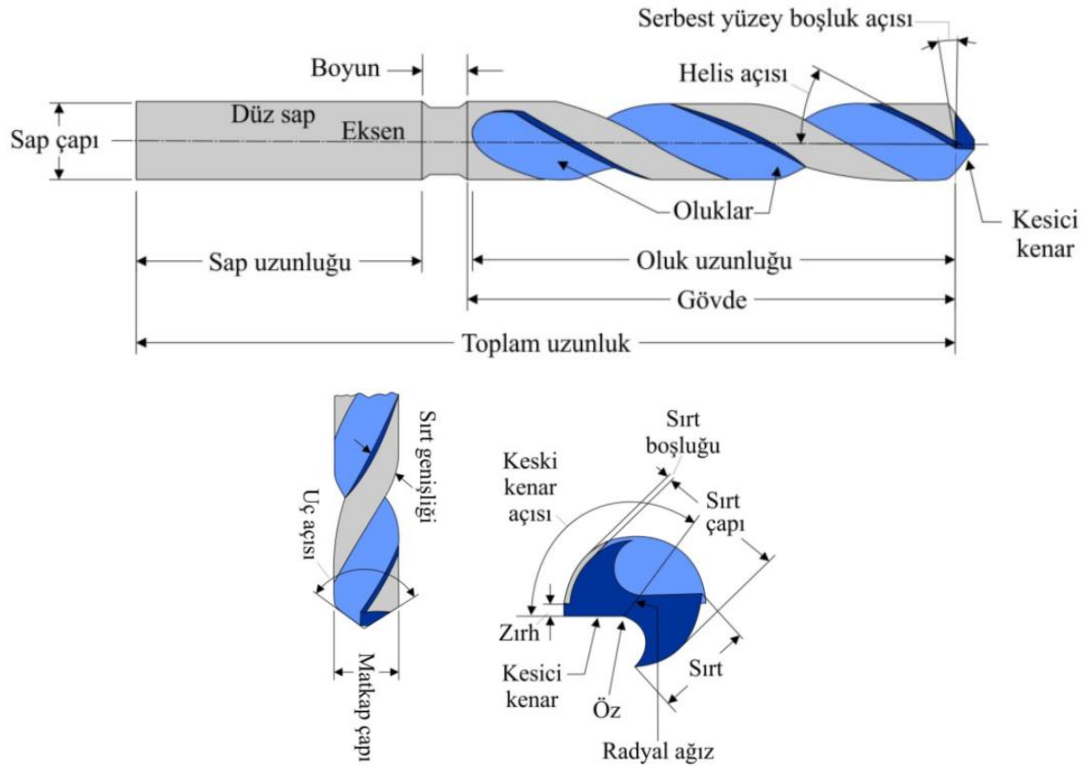 Serbest yüzey boşluk açısı
Boyun
Helis açısı
Düz sap
Sap çapı
Eksen
Oluklar
Kesici
kenar
Sap uzunluğu
Oluk uzunluğu
Gövde
Toplam uzunluk
Sırt genişliği
Uç açısı
Matkap çapı
Sırt
boşluğu
Keski
kenar
açısı
Sırt
çapı
Zırh
Kesici
kenar
Öz
Sırt
Radyal ağız